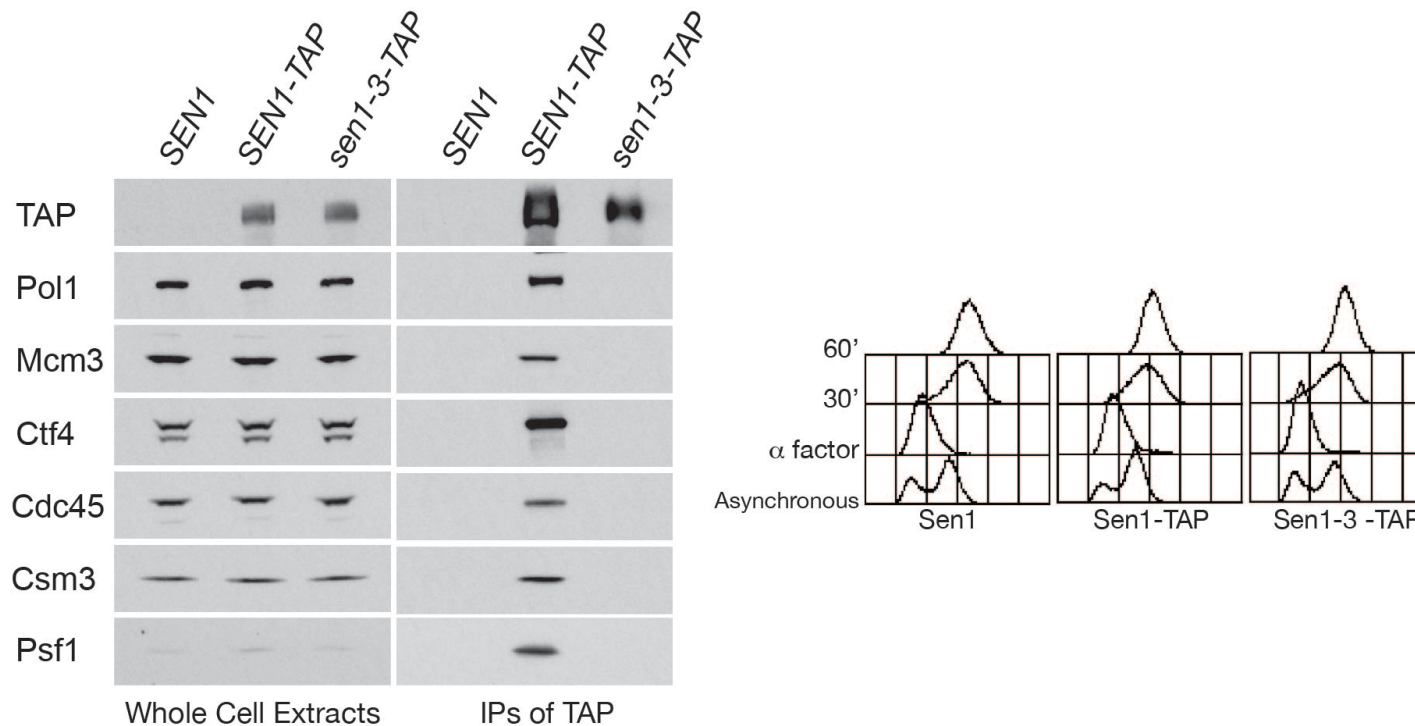 SEN1
SEN1-TAP
sen1-3-TAP
SEN1
SEN1-TAP
sen1-3-TAP
TAP
Pol1
Mcm3
Ctf4
Cdc45
Csm3
Psf1
Whole Cell Extracts
IPs of TAP
60’
30’
α factor
Asynchronous
Sen1
Sen1-TAP
Sen1-3 -TAP